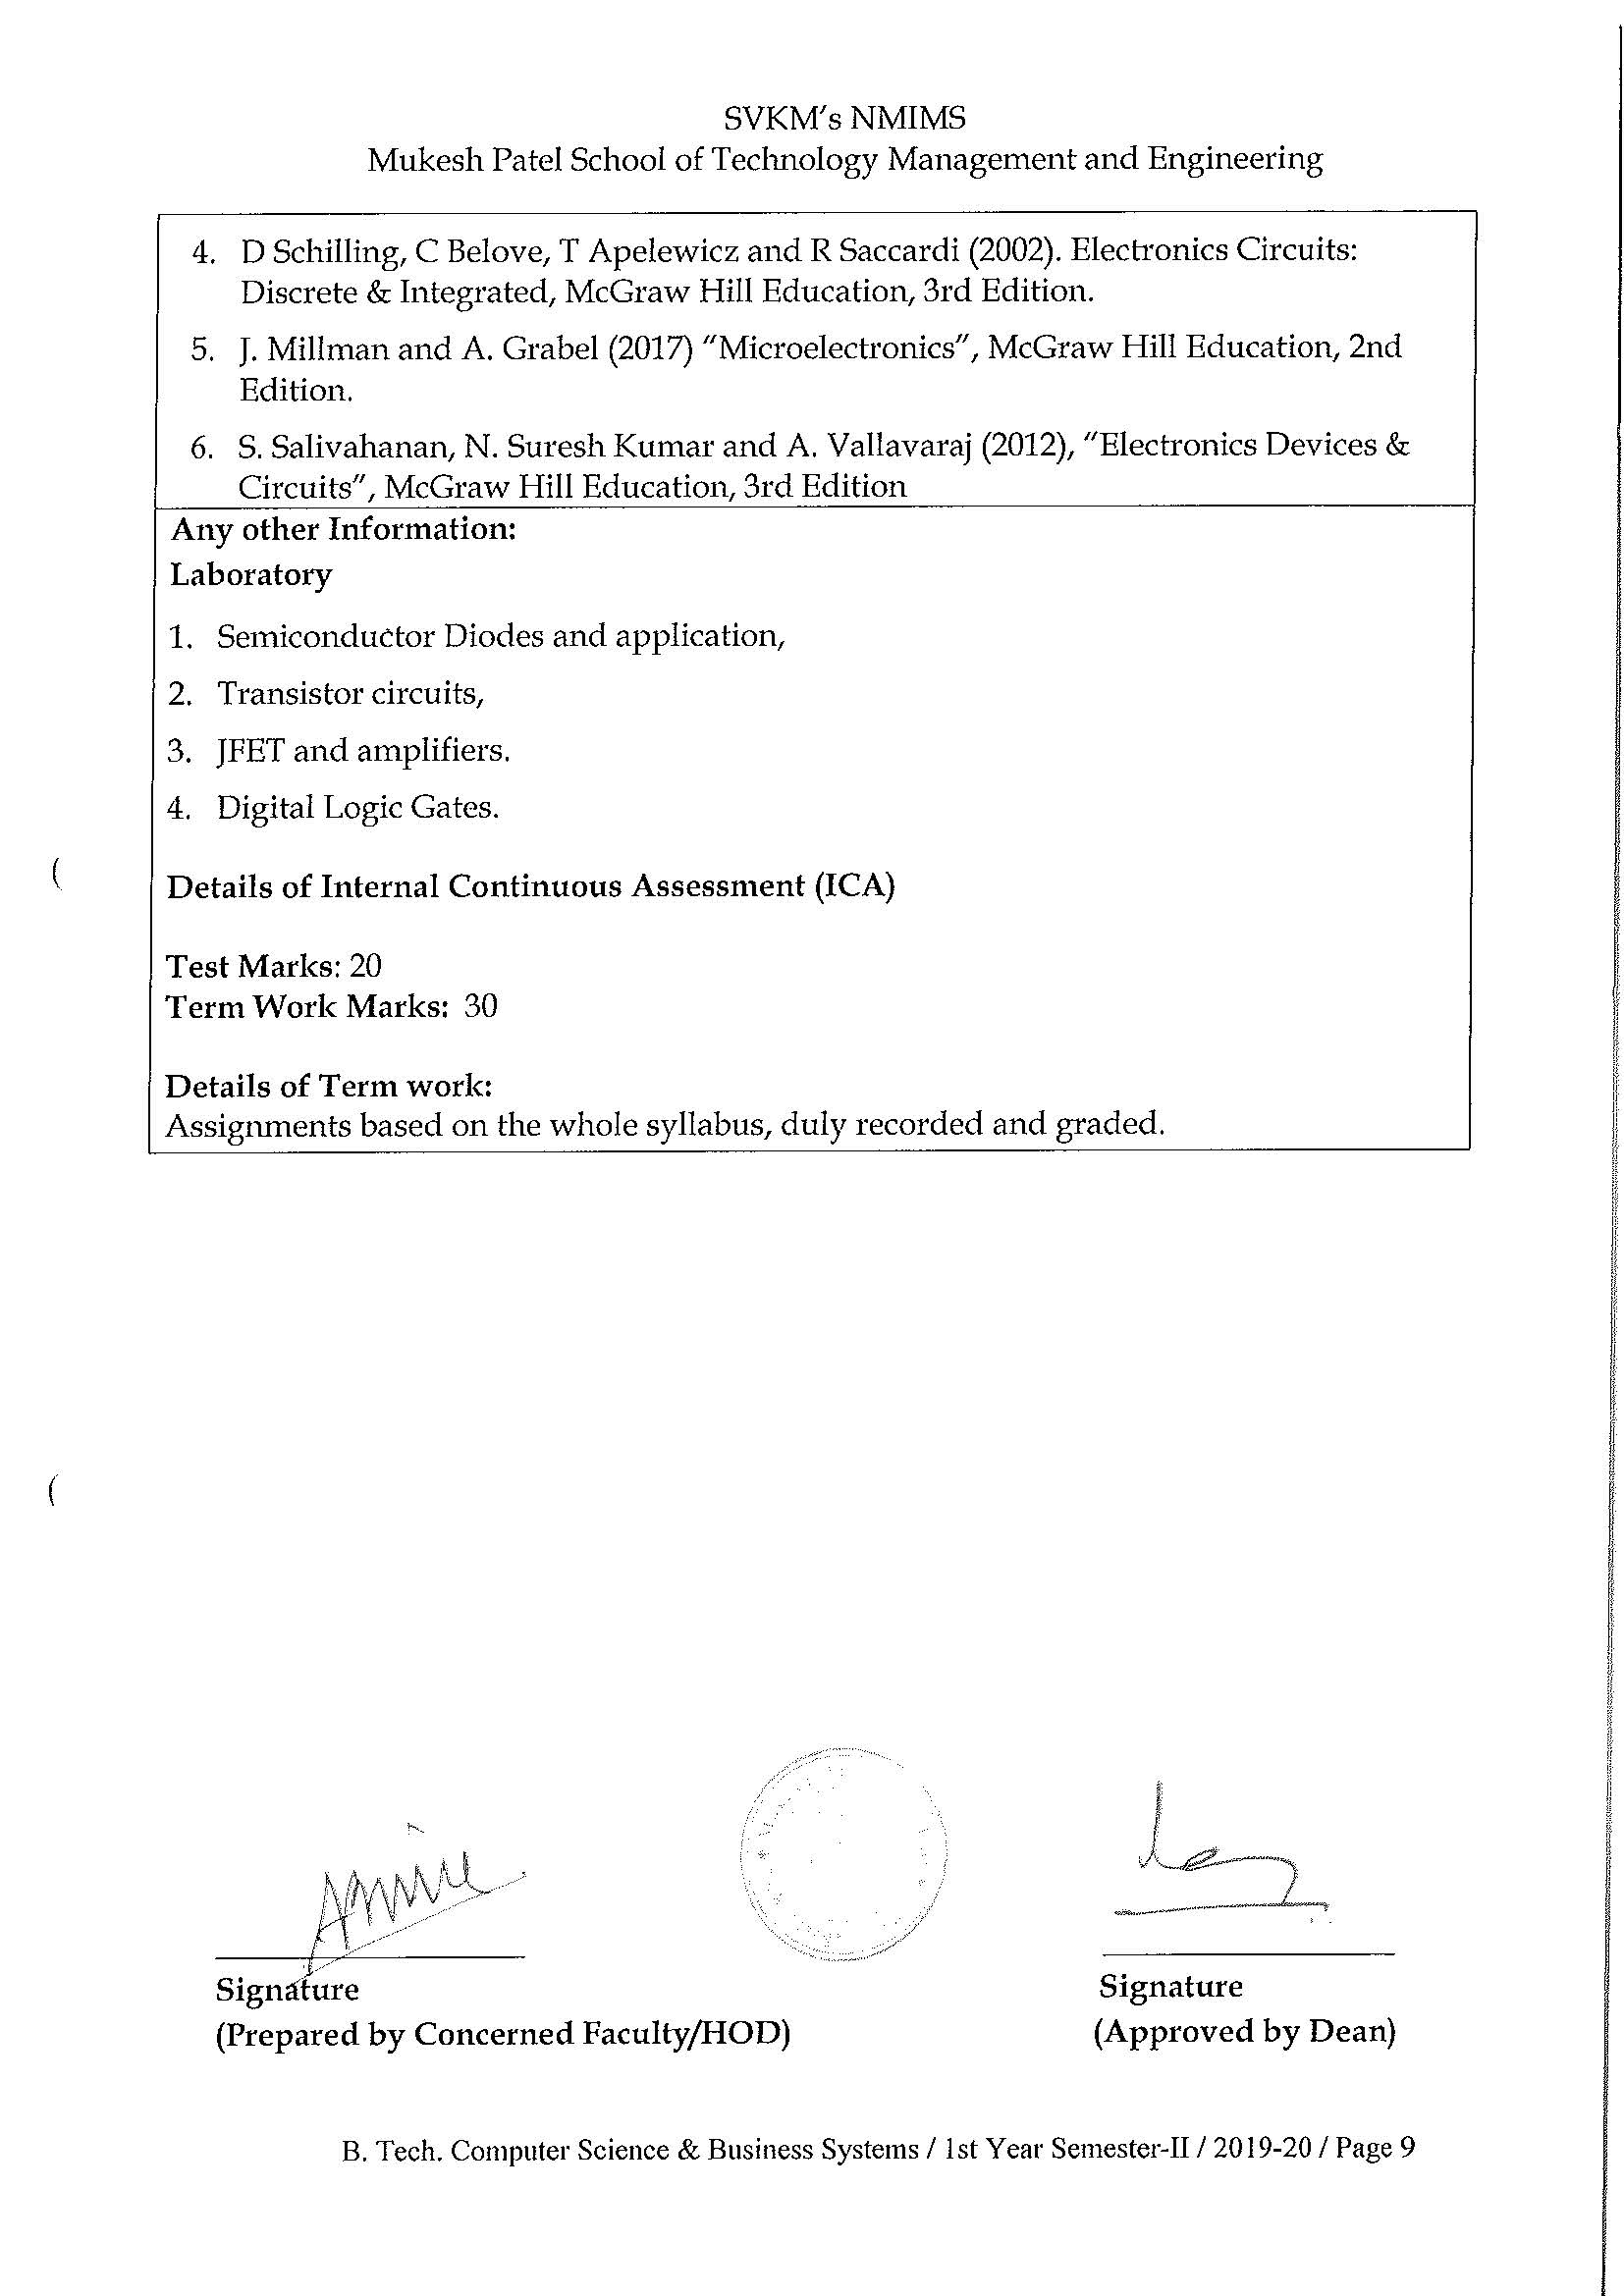 SVKM's NMIMS
Mukesh Patel School of Technology Management and Engineering
4. D Schilling, C Belove, T Apelewicz and R Saccardi (2002). Electronics Circuits:
Discrete & Integrated, McGraw Hill Education, 3rd Edition.
5. J. Millman and A. Grabel (2017) "Microelectronics", McGraw Hill Education, 2nd
Edition.
6. S. Salivahanan, N. Suresh Kumar and A. Vallavaraj (2012), "Electronics Devices &
Circuits", McGraw Hill Education, 3rd Edition
Any other Information:
Laboratory
1. Semiconductor Diodes and application,
2. Transistor circuits,
3. JFET and amplifiers.
4. Digital Logic Gates.
Details of Internal Continuous Assessment (ICA)
Test Marks: 20
Term Work Marks: 30
Details of Term work:
Assignments based on the whole syllabus, duly recorded and graded.
Signature
(Prepared by Concerned Faculty/HOD)
Signature
(Approved by Dean)
B. Tech. Computer Science & Business Systems / 1st Year Semester-II / 2019-20 / Page 9